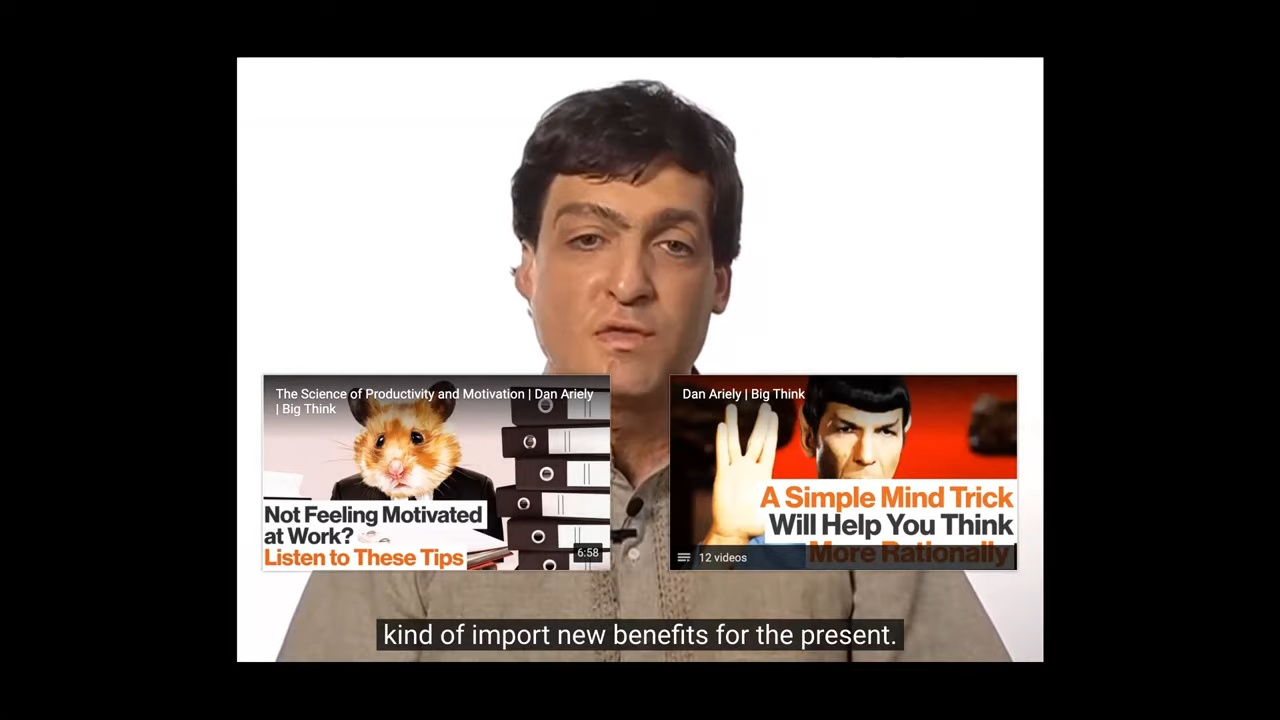 The Science of Productivity and Motivation | Dan Ariely
| Big Think
Not Feeling Motivated
at Work?
Listen to These Tips
6:58
Dan Ariely | Big Think
A Simple Mind Trick
Will Help You Think
More Rationally
12 videos
kind of import new benefits for the present.